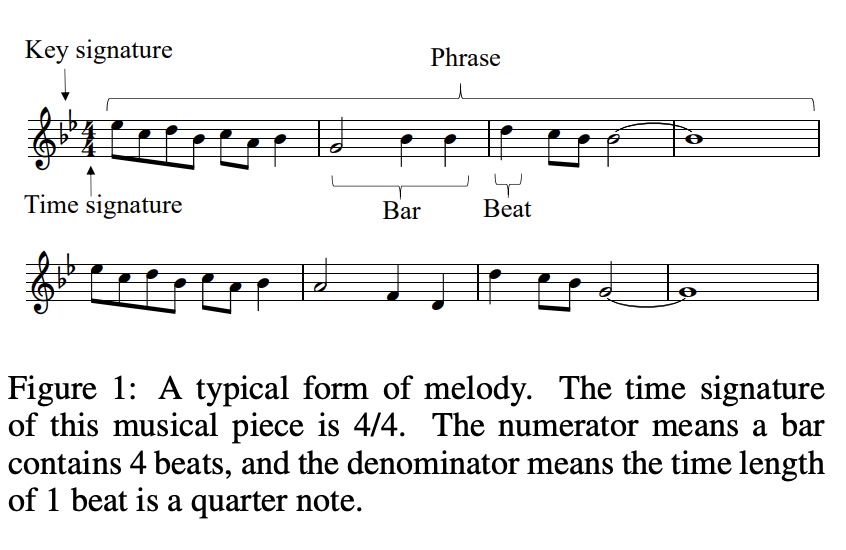 Key signature
Phrase
4
4
Time signature
Bar
Beat
Figure 1: A typical form of melody. The time signature
of this musical piece is 4/4. The numerator means a bar
contains 4 beats, and the denominator means the time length
of 1 beat is a quarter note.